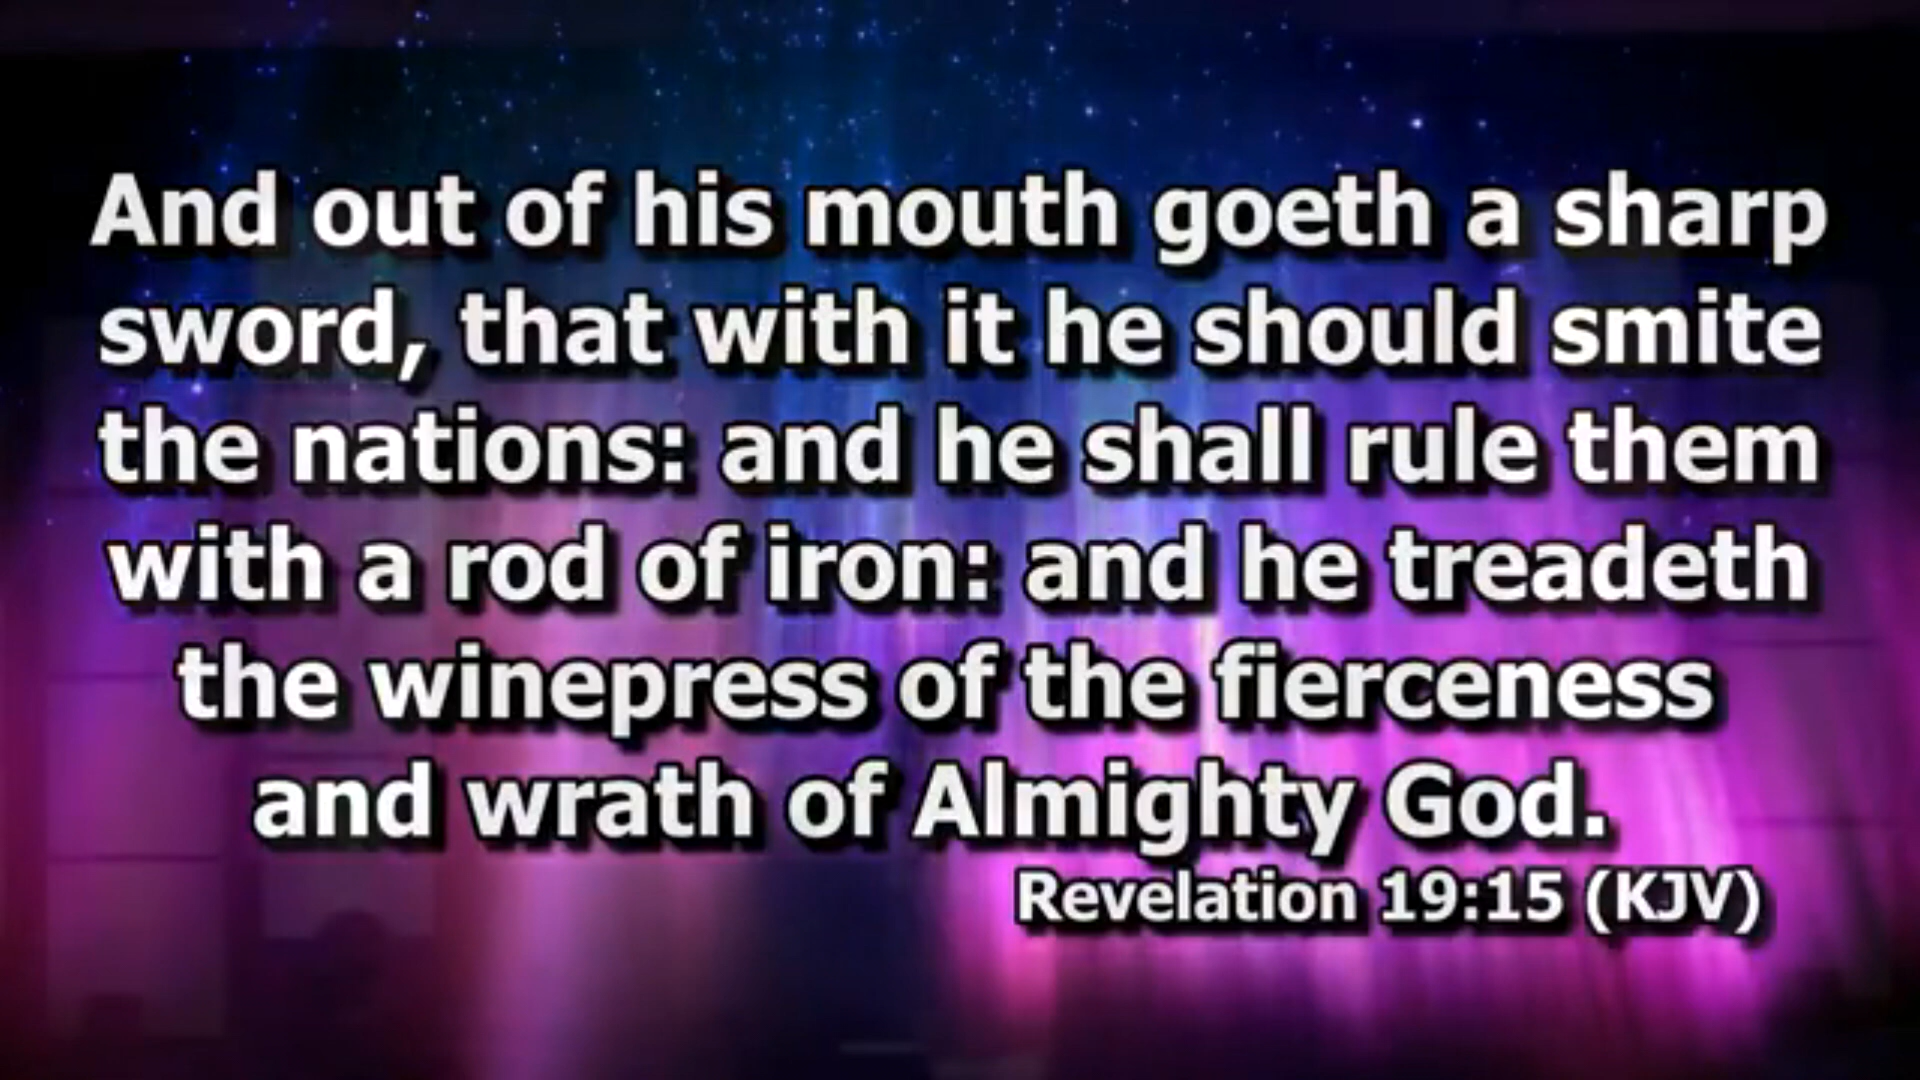 And out of his mouth goeth a sharp
sword, that with it he should smite
the nations: and he shall rule them
with a rod of iron: and he treadeth
the winepress of the fierceness
and wrath of Almighty God.
Revelation 19:15 (KJV)